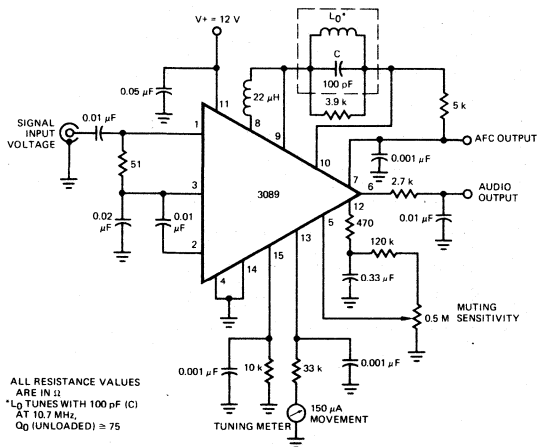 V+ = 12 V
L0*
C
100 pF
0.05 µF
22 µH
3.9 k
5 k
0.01 µF
11
8
9
10
SIGNAL
INPUT
VOLTAGE
1
51
AFC OUTPUT
0.001 µF
7
3
3089
6
2.7 k
AUDIO
OUTPUT
12
0.02
µF
0.01
µF
5
470
0.01 µF
2
13
120 k
4
14
15
0.33 µF
0.5 M
MUTING
SENSITIVITY
0.001 µF
10 k
33 k
0.001 µF
ALL RESISTANCE VALUES
ARE IN Ω
*L0 TUNES WITH 100 pF (C)
AT 10.7 MHz,
Q0 (UNLOADED) ≅ 75
150 µA
MOVEMENT
TUNING METER